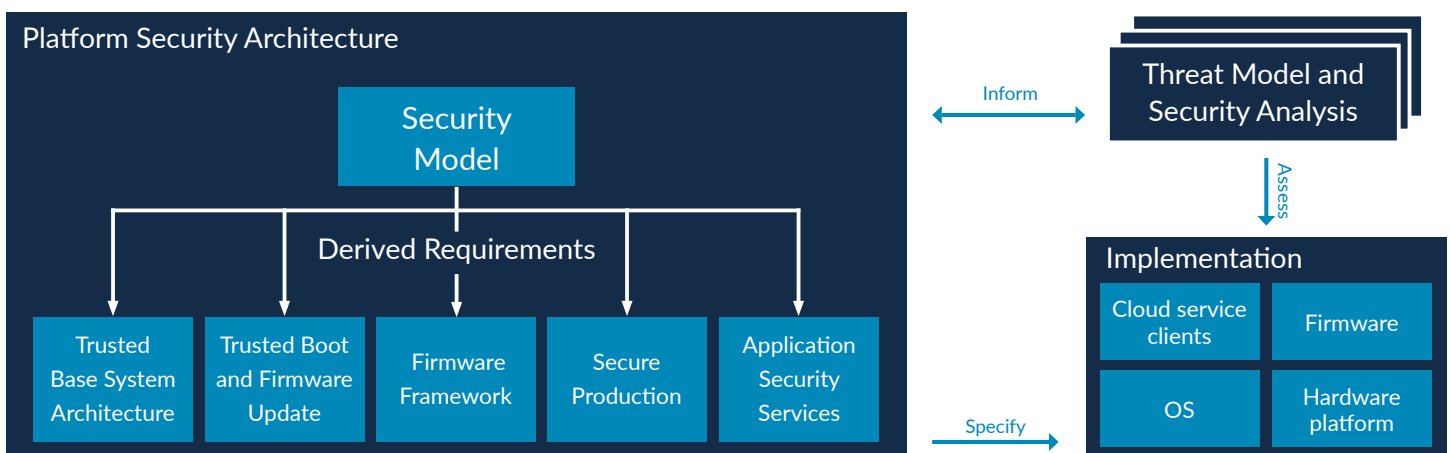 Platform Security Architecture
Security
Model
Derived Requirements
Trusted
Base System
Architecture
Trusted Boot
and Firmware
Update
Firmware
Framework
Secure
Production
Application
Security
Services
Inform
Threat Model and
Security Analysis
Assess
Specify
Implementation
Cloud service
clients
Firmware
OS
Hardware
platform